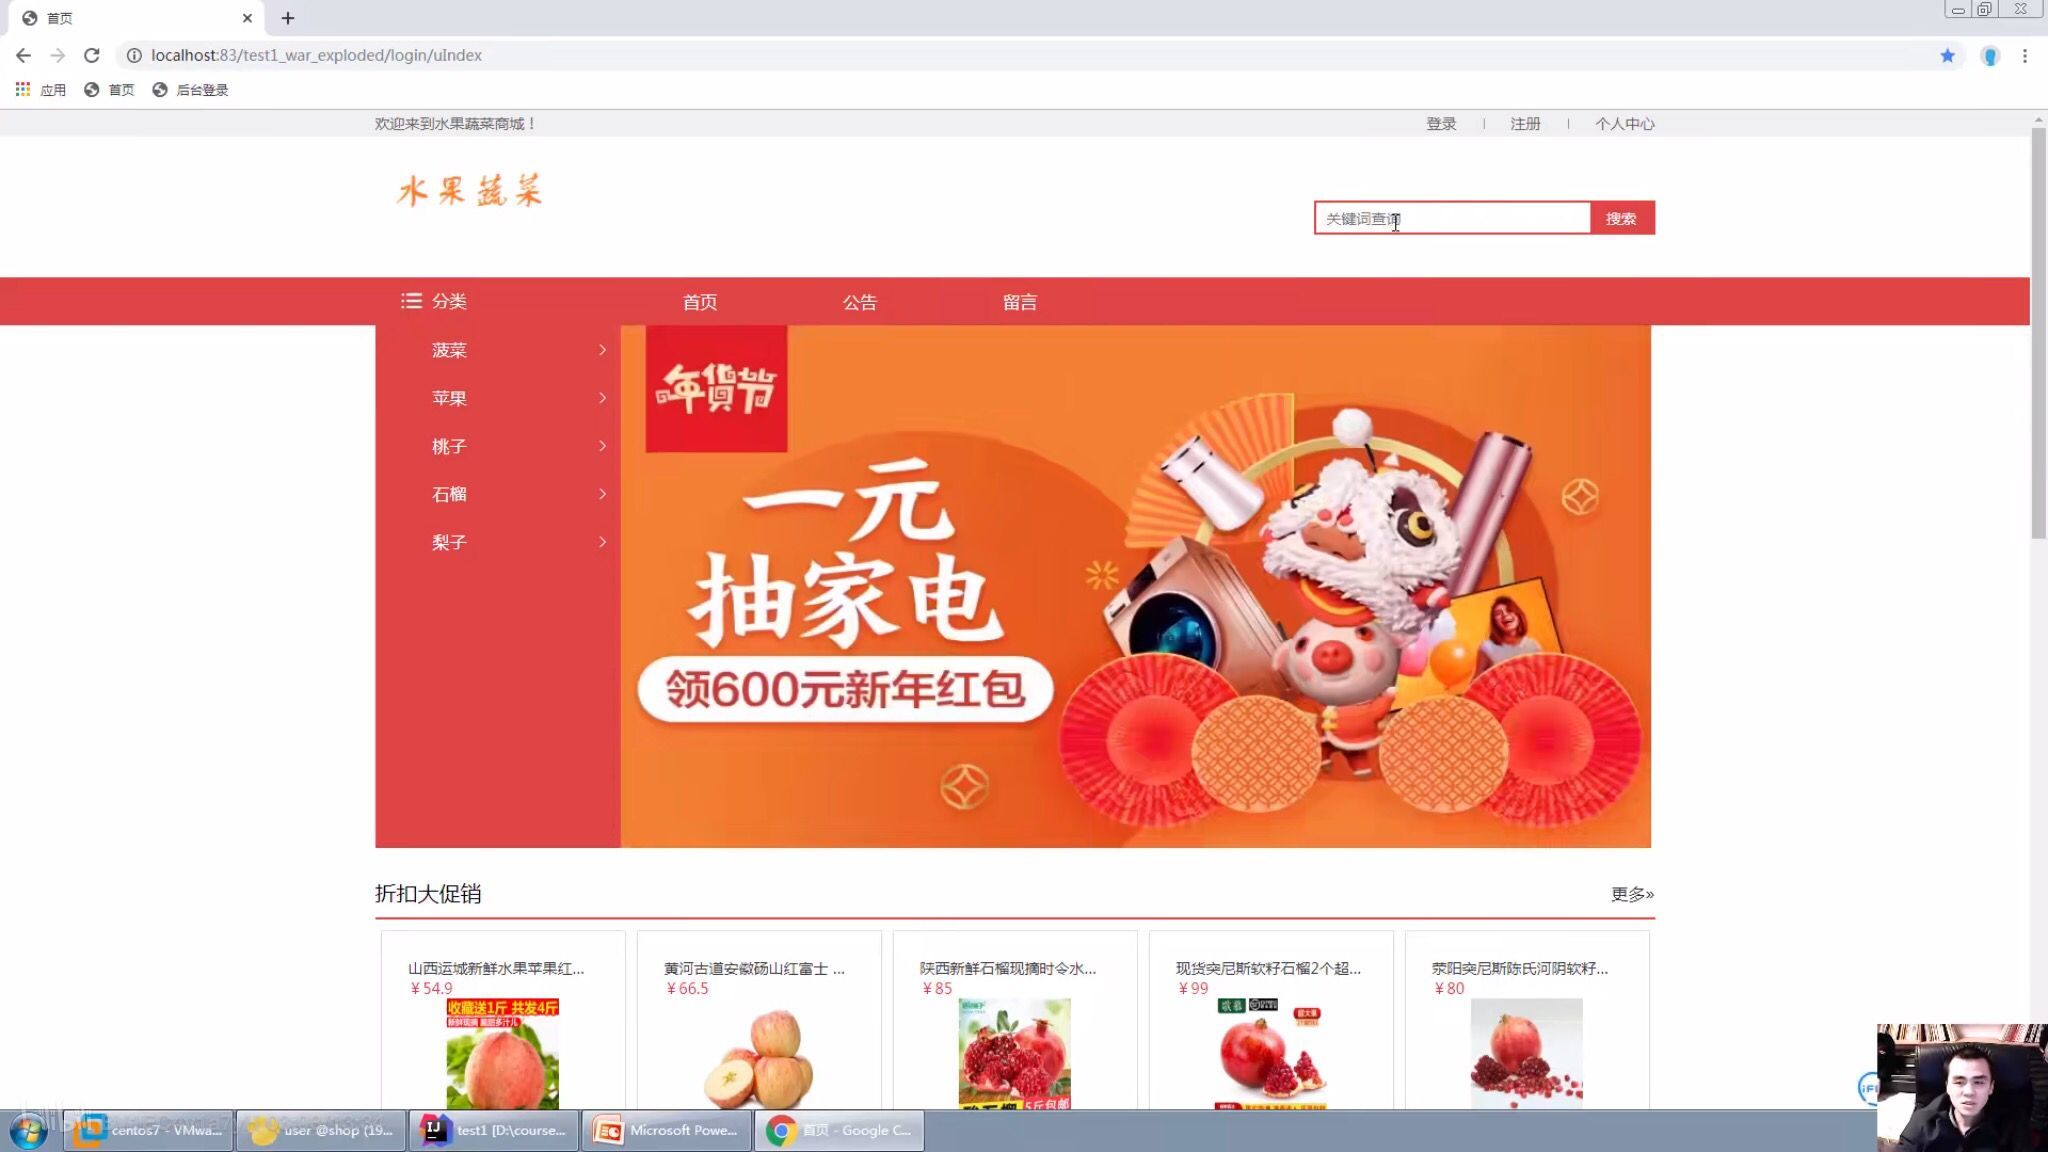 首页
localhost:83/test1_war_exploded/login/uIndex
应用 首页 后台登录
欢迎来到水果蔬菜商城！ 登录 | 注册 | 个人中心
水果蔬菜
关键词查询 搜索
分类 首页 公告 留言
菠菜
苹果
桃子
石榴
梨子
年货节
一元
抽家电
领600元新年红包
折扣大促销 更多»
山西运城新鲜水果苹果红...
¥54.9
收藏送1斤 共发4斤
黄河古道安徽砀山红富士 ...
¥66.5
陕西新鲜石榴现摘时令水...
¥85
5斤包邮
现货突尼斯软籽石榴2个超...
¥99
荥阳突尼斯陈氏河阴软籽...
¥80
centos7 - VMwa...
user @shop (19...
test1 [D:\course...
Microsoft Powe...
首页 - Google C...